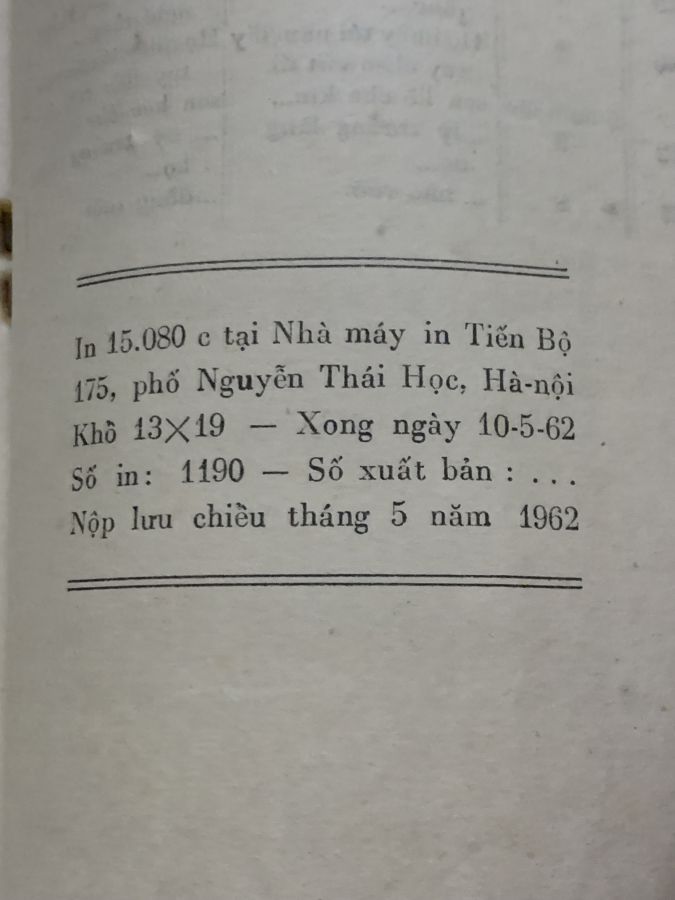 In 15.080 c tại Nhà máy in Tiến Bộ
175, phố Nguyễn Thái Học, Hà-nội
Khổ 13×19 — Xong ngày 10-5-62
Số in: 1190 — Số xuất bản : ...
Nộp lưu chiều tháng 5 năm 1962